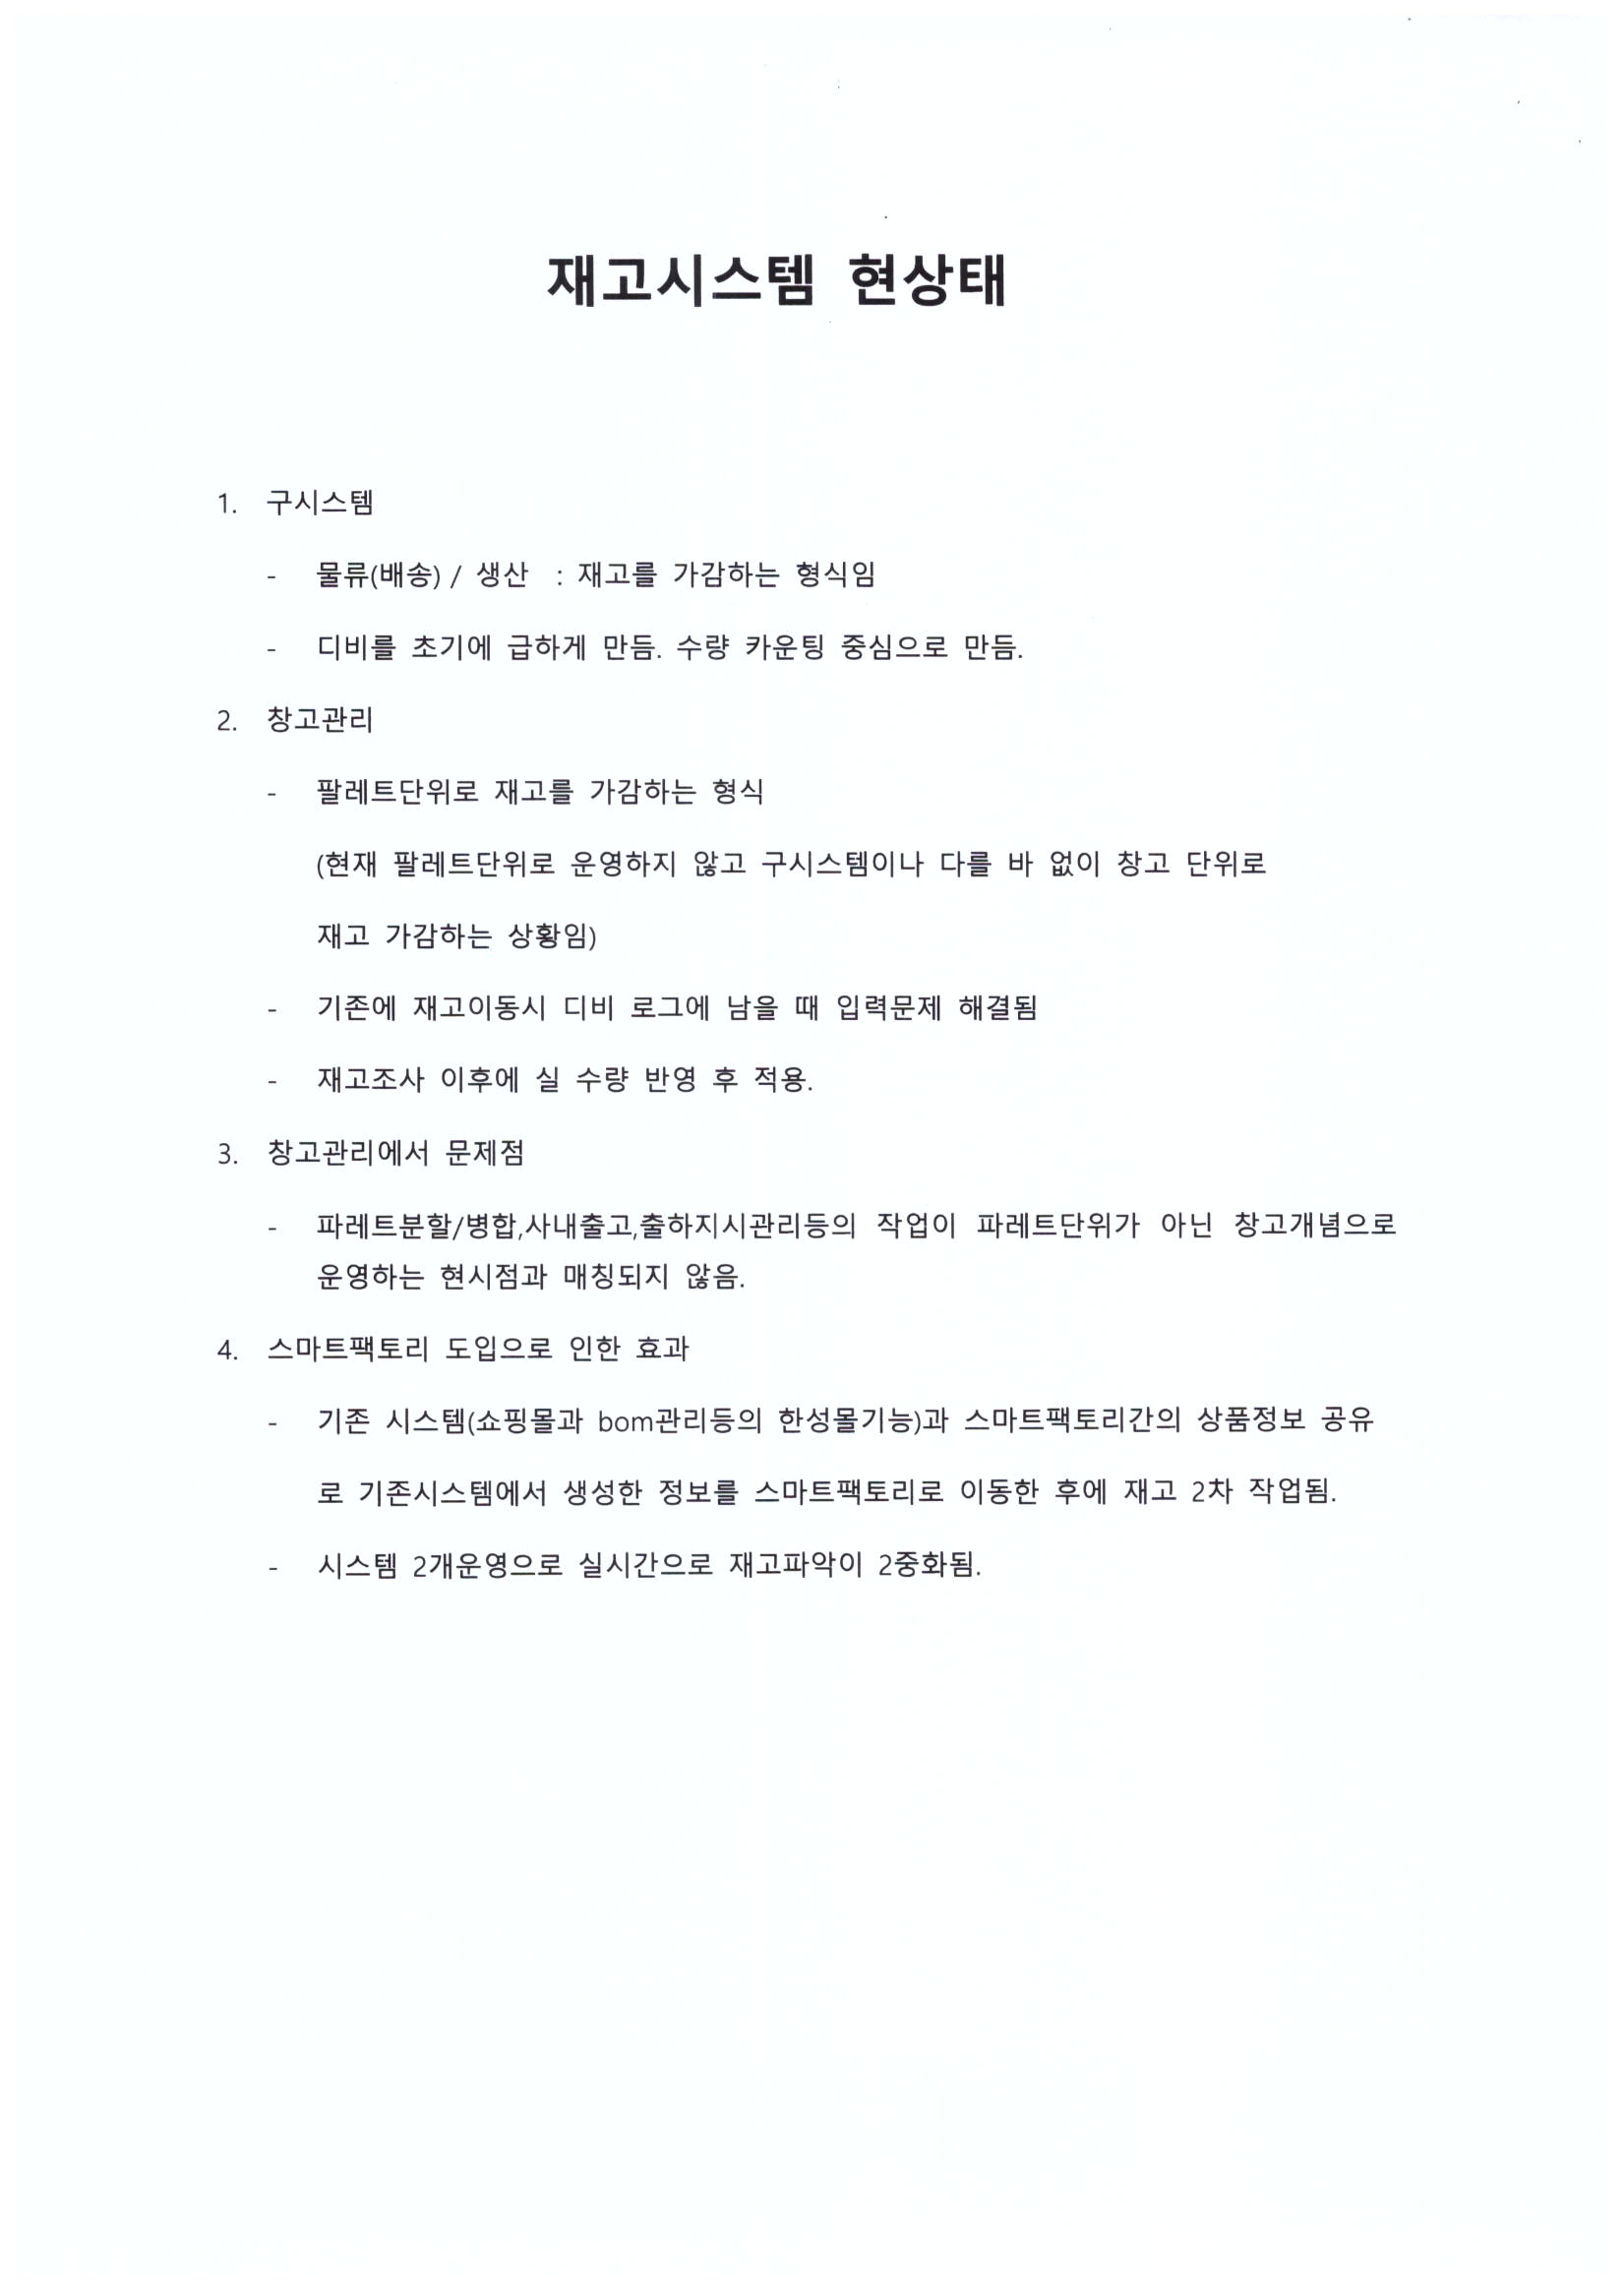 재고시스템 현상태
1. 구시스템
- 물류(배송) / 생산 : 재고를 가감하는 형식임
- 디비를 초기에 급하게 만듬. 수량 카운팅 중심으로 만듬.
2. 창고관리
- 팔레트단위로 재고를 가감하는 형식
(현재 팔레트단위로 운영하지 않고 구시스템이나 다를 바 없이 창고 단위로
재고 가감하는 상황임)
- 기존에 재고이동시 디비 로그에 남을 때 입력문제 해결됨
- 재고조사 이후에 실 수량 반영 후 적용.
3. 창고관리에서 문제점
- 파레트분할/병합,사내출고,출하지시관리등의 작업이 파레트단위가 아닌 창고개념으로
운영하는 현시점과 매칭되지 않음.
4. 스마트팩토리 도입으로 인한 효과
- 기존 시스템(쇼핑몰과 bom관리등의 한성몰기능)과 스마트팩토리간의 상품정보 공유
로 기존시스템에서 생성한 정보를 스마트팩토리로 이동한 후에 재고 2차 작업됨.
- 시스템 2개운영으로 실시간으로 재고파악이 2중화됨.